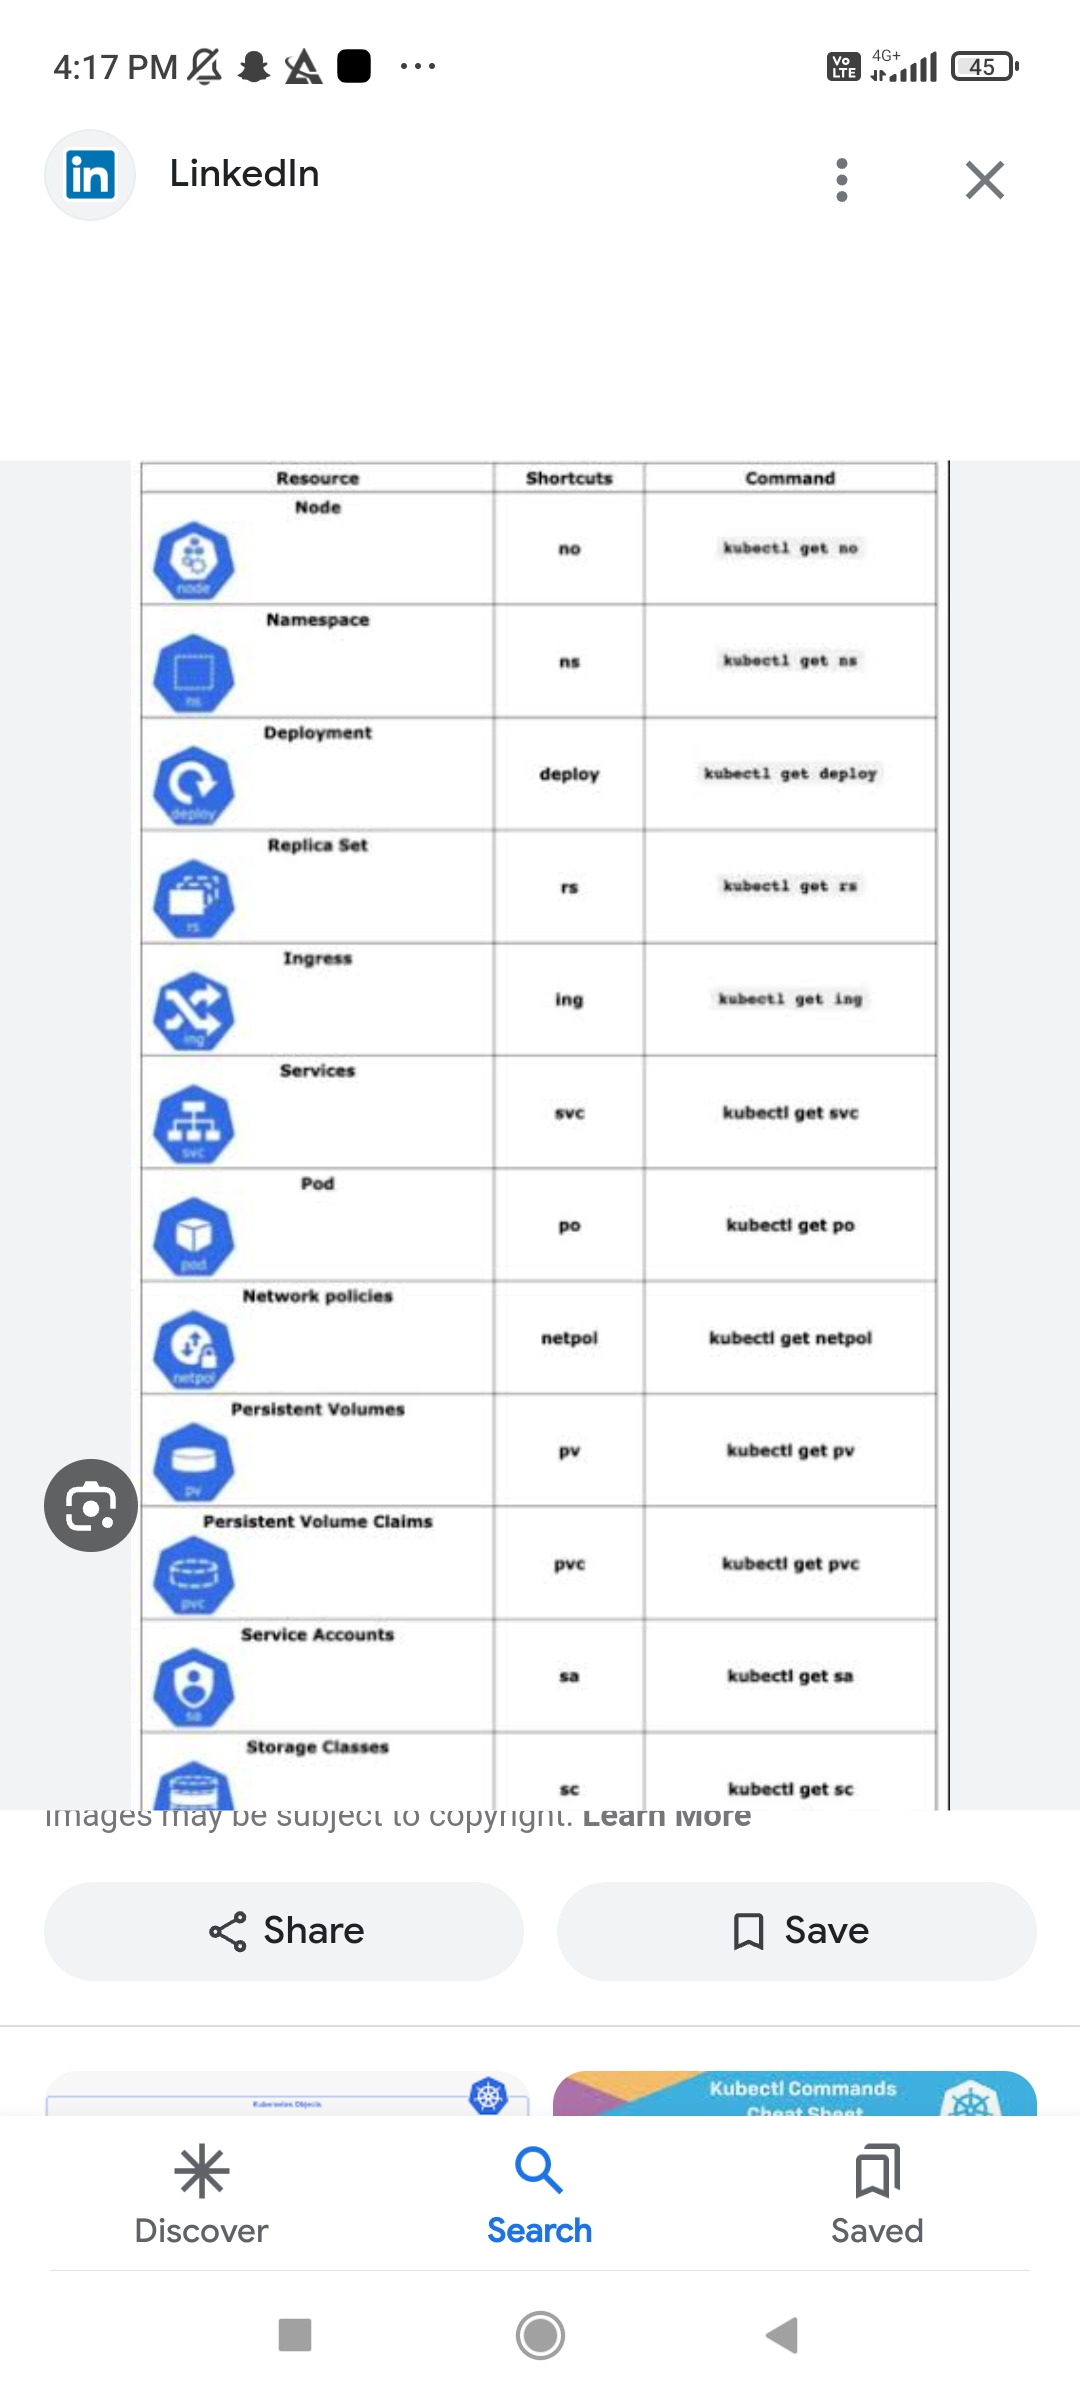 4:17 PM
Vo LTE 4G+ 45
LinkedIn
Resource Shortcuts Command
Node
node
no kubectl get no
Namespace
ns
ns kubectl get ns
Deployment
deploy
deploy kubectl get deploy
Replica Set
rs
rs kubectl get rs
Ingress
ing
ing kubectl get ing
Services
svc
svc kubectl get svc
Pod
pod
po kubectl get po
Network policies
netpol
netpol kubectl get netpol
Persistent Volumes
pv
pv kubectl get pv
Persistent Volume Claims
pvc
pvc kubectl get pvc
Service Accounts
sa
sa kubectl get sa
Storage Classes
sc kubectl get sc
Images may be subject to copyright. Learn More
Share Save
Kubernetes Objects
Kubectl Commands
Cheat Sheet
Discover Search Saved